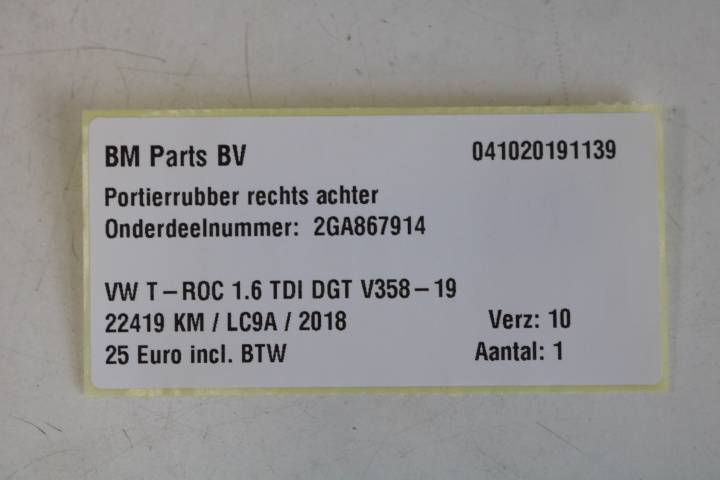 BM Parts BV 041020191139
Portierrubber rechts achter
Onderdeelnummer: 2GA867914
VW T-ROC 1.6 TDI DGT V358-19
22419 KM / LC9A / 2018 Verz: 10
25 Euro incl. BTW Aantal: 1